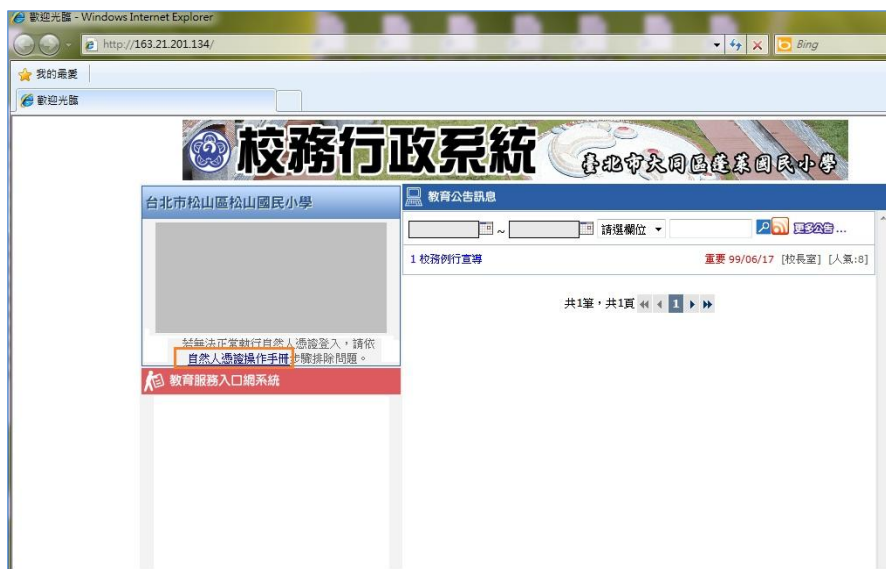 歡迎光臨 - Windows Internet Explorer
http://163.21.201.134/
Bing
我的最愛
歡迎光臨
校務行政系統
臺北市大同區蓬萊國民小學
台北市松山區松山國民小學
教育公告訊息
~ 請選欄位 更多公告...
1 校務例行宣導 重要 99/06/17 [校長室] [人氣:8]
共1筆，共1頁 1
若無法正常執行自然人憑證登入，請依
自然人憑證操作手冊步驟排除問題。
教育服務入口網系統